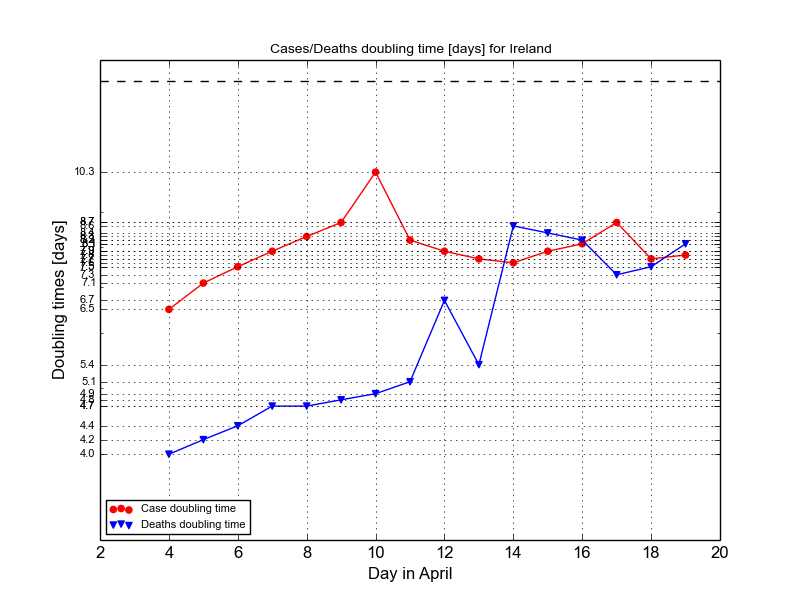 Cases/Deaths doubling time [days] for Ireland
Doubling times [days]
10.3
8.7
7.3
7.1
6.7
6.5
5.4
5.1
4.9
4.7
4.4
4.2
4.0
Case doubling time
Deaths doubling time
2 4 6 8 10 12 14 16 18 20
Day in April